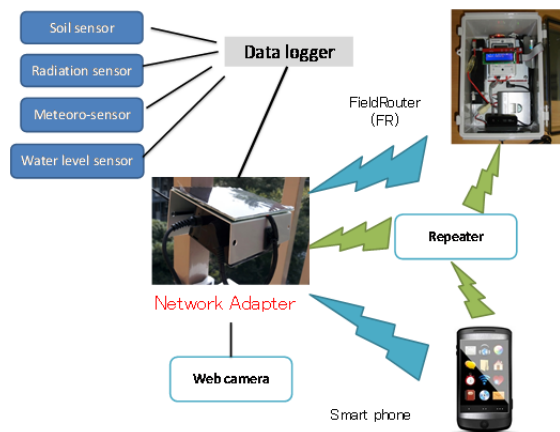 Soil sensor
Radiation sensor
Meteoro-sensor
Water level sensor
Data logger
FieldRouter
(FR)
Repeater
Network Adapter
Web camera
Smart phone